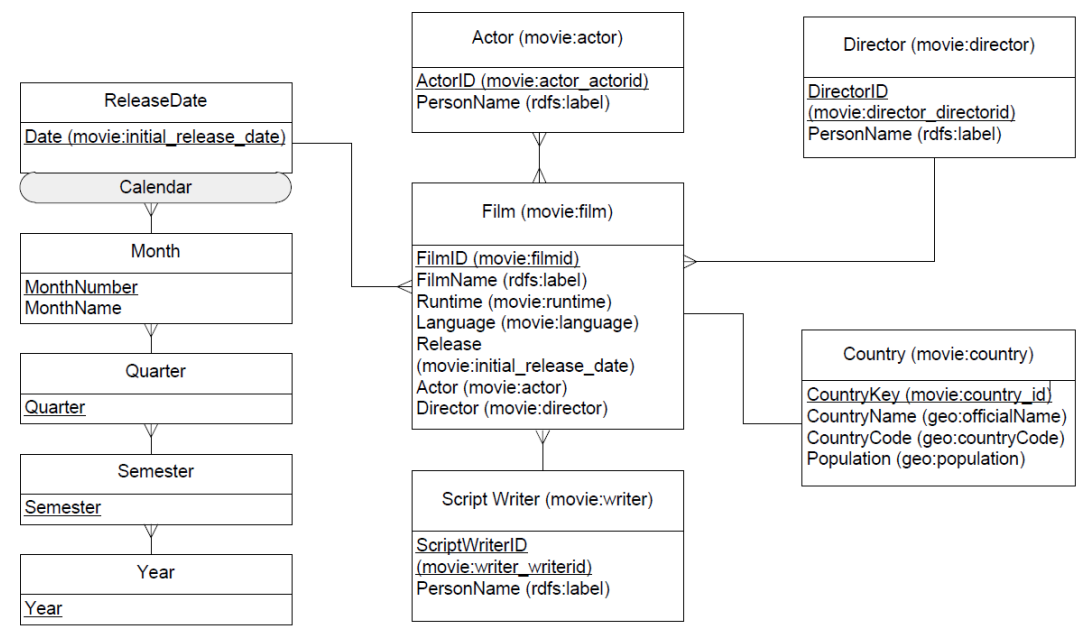 ReleaseDate
Date (movie:initial_release_date)
Calendar
Month
MonthNumber
MonthName
Quarter
Quarter
Semester
Semester
Year
Year
Actor (movie:actor)
ActorID (movie:actor_actorid)
PersonName (rdfs:label)
Film (movie:film)
FilmID (movie:filmid)
FilmName (rdfs:label)
Runtime (movie:runtime)
Language (movie:language)
Release
(movie:initial_release_date)
Actor (movie:actor)
Director (movie:director)
Script Writer (movie:writer)
ScriptWriterID
(movie:writer_writerid)
PersonName (rdfs:label)
Director (movie:director)
DirectorID
(movie:director_directorid)
PersonName (rdfs:label)
Country (movie:country)
CountryKey (movie:country_id)
CountryName (geo:officialName)
CountryCode (geo:countryCode)
Population (geo:population)